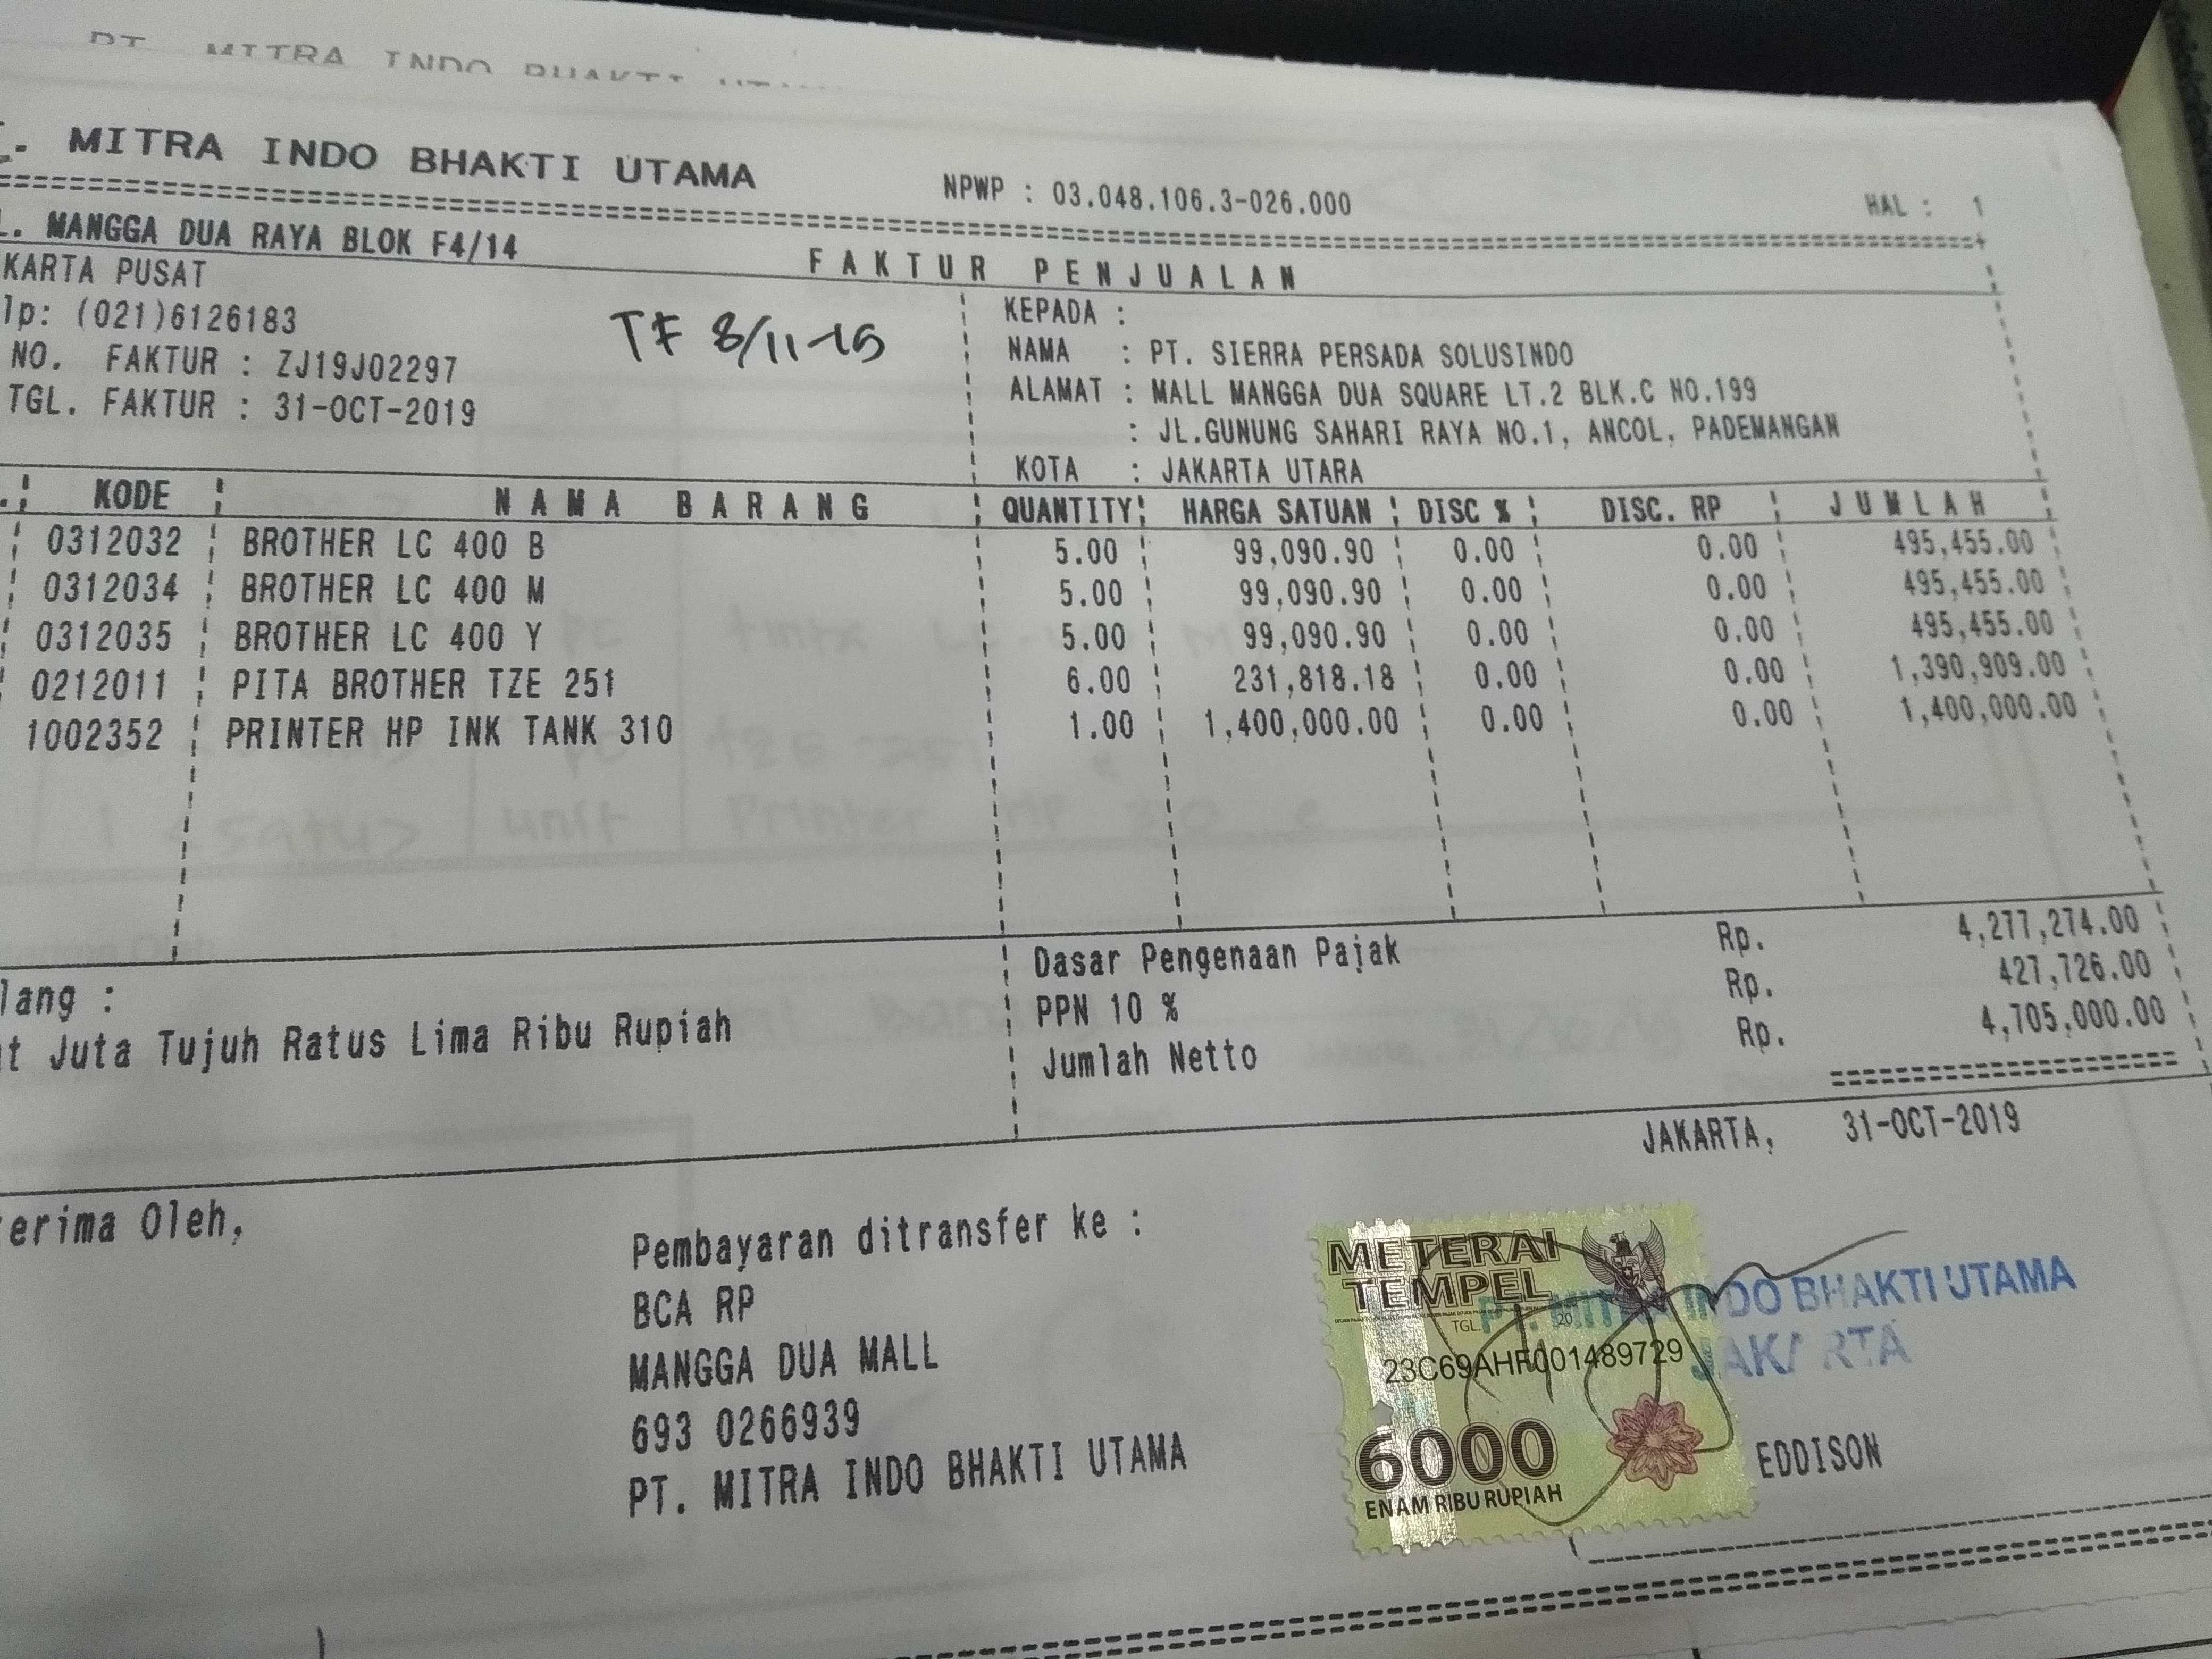 MITRA INDO BHAKTI UTAMA
NPWP : 03.048.106.3-026.000
HAL : 1
MANGGA DUA RAYA BLOK F4/14
KARTA PUSAT
FAKTUR PENJUALAN
lp: (021)6126183
NO. FAKTUR : ZJ19J02297
TGL. FAKTUR : 31-OCT-2019
TF 8/11-19
KEPADA :
NAMA : PT. SIERRA PERSADA SOLUSINDO
ALAMAT : MALL MANGGA DUA SQUARE LT.2 BLK.C NO.199
: JL.GUNUNG SAHARI RAYA NO.1, ANCOL, PADEMANGAN
KOTA : JAKARTA UTARA
KODE NAMA BARANG QUANTITY HARGA SATUAN DISC % DISC. RP JUMLAH
0312032 BROTHER LC 400 B 5.00 99,090.90 0.00 0.00 495,455.00
0312034 BROTHER LC 400 M 5.00 99,090.90 0.00 0.00 495,455.00
0312035 BROTHER LC 400 Y 5.00 99,090.90 0.00 0.00 495,455.00
0212011 PITA BROTHER TZE 251 6.00 231,818.18 0.00 0.00 1,390,909.00
1002352 PRINTER HP INK TANK 310 1.00 1,400,000.00 0.00 0.00 1,400,000.00
Dasar Pengenaan Pajak Rp. 4,277,274.00
PPN 10 % Rp. 427,726.00
Jumlah Netto Rp. 4,705,000.00
lang :
t Juta Tujuh Ratus Lima Ribu Rupiah
JAKARTA, 31-OCT-2019
erima Oleh,
Pembayaran ditransfer ke :
BCA RP
MANGGA DUA MALL
693 0266939
PT. MITRA INDO BHAKTI UTAMA
METERAI
TEMPEL
TGL. 20
23C69AHF001489729
6000
ENAM RIBU RUPIAH
PT. MITRA INDO BHAKTI UTAMA
JAKARTA
EDDISON